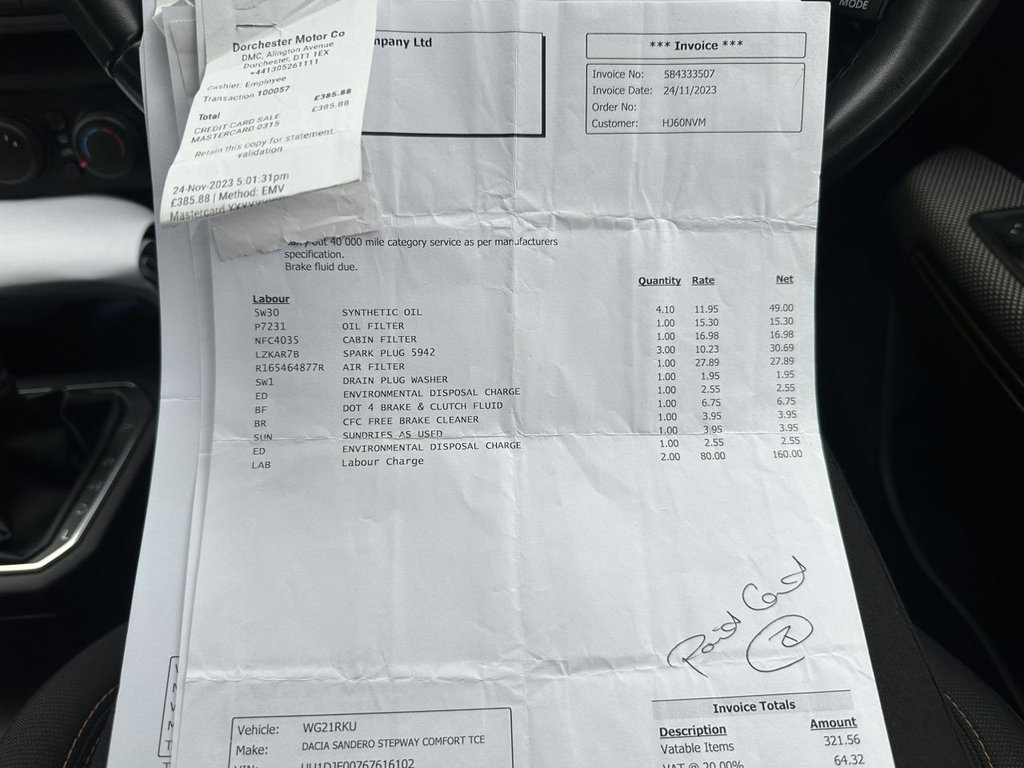 MODE
Dorchester Motor Co
DMC, Alington Avenue
Dorchester, DT1 1EX
+441305261111
Cashier: Employee
Transaction 100057
£385.88
Total £385.88
CREDIT CARD SALE
MASTERCARD 0315
Retain this copy for statement
validation
24-Nov-2023 5:01:31pm
£385.88 | Method: EMV
Mastercard
mpany Ltd
*** Invoice ***
Invoice No: 584333507
Invoice Date: 24/11/2023
Order No:
Customer: HJ60NVM
out 40 000 mile category service as per manufacturers
specification.
Brake fluid due.
Quantity Rate Net
Labour
5W30 SYNTHETIC OIL 4.10 11.95 49.00
P7231 OIL FILTER 1.00 15.30 15.30
NFC4035 CABIN FILTER 1.00 16.98 16.98
LZKAR7B SPARK PLUG 5942 3.00 10.23 30.69
R165464877R AIR FILTER 1.00 27.89 27.89
SW1 DRAIN PLUG WASHER 1.00 1.95 1.95
ED ENVIRONMENTAL DISPOSAL CHARGE 1.00 2.55 2.55
BF DOT 4 BRAKE & CLUTCH FLUID 1.00 6.75 6.75
BR CFC FREE BRAKE CLEANER 1.00 3.95 3.95
SUN SUNDRIES AS USED 1.00 3.95 3.95
ED ENVIRONMENTAL DISPOSAL CHARGE 1.00 2.55 2.55
LAB Labour Charge 2.00 80.00 160.00
Paid Card
Invoice Totals
Description Amount
Vatable Items 321.56
VAT @ 20.00% 64.32
Vehicle: WG21RKU
Make: DACIA SANDERO STEPWAY COMFORT TCE
VIN: UU1DJF00767616102